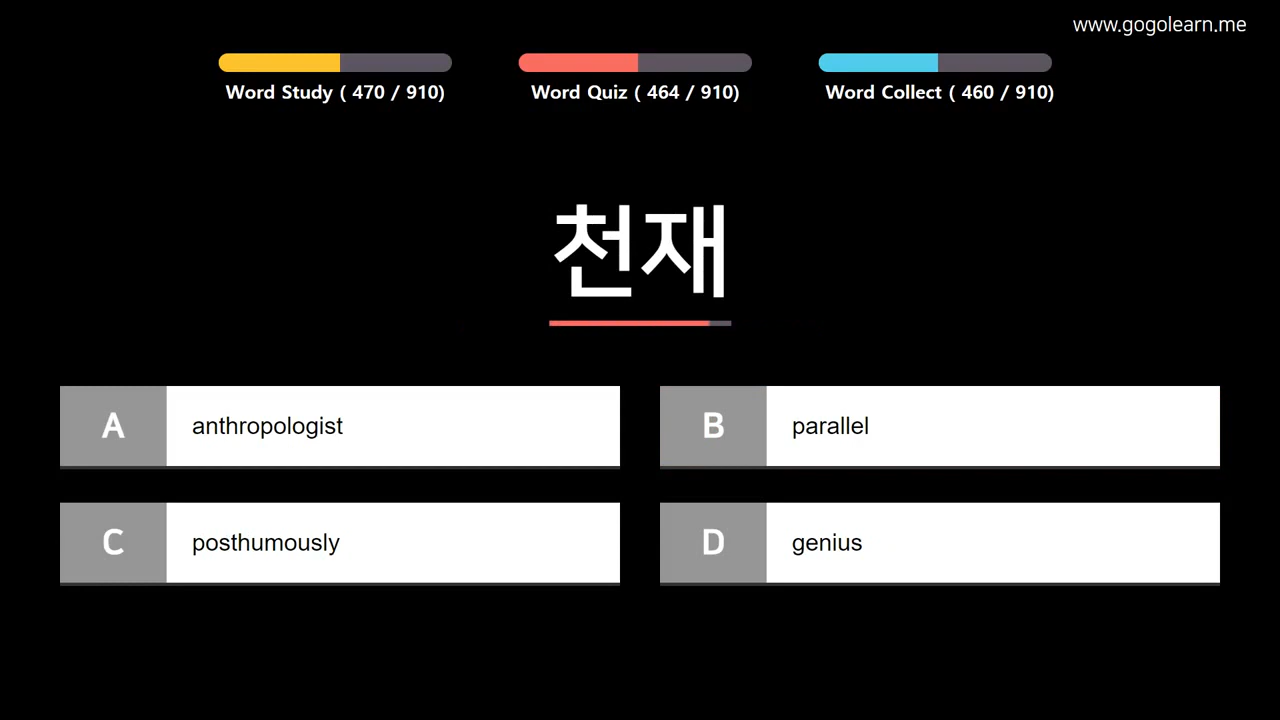 www.gogolearn.me
Word Study ( 470 / 910)
Word Quiz ( 464 / 910)
Word Collect ( 460 / 910)
천재
A anthropologist
B parallel
C posthumously
D genius